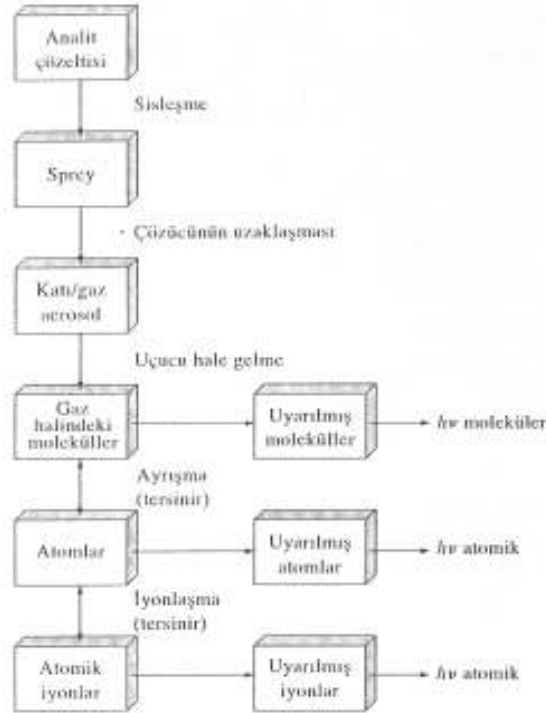 Analit
çözeltisi
Sisleşme
Sprey
Çözücünün uzaklaşması
Katı/gaz
aerosol
Uçucu hale gelme
Gaz
halindeki
moleküller
Uyarılmış
moleküller
hν moleküler
Ayrışma
(tersinir)
Atomlar
Uyarılmış
atomlar
hν atomik
İyonlaşma
(tersinir)
Atomik
iyonlar
Uyarılmış
iyonlar
hν atomik